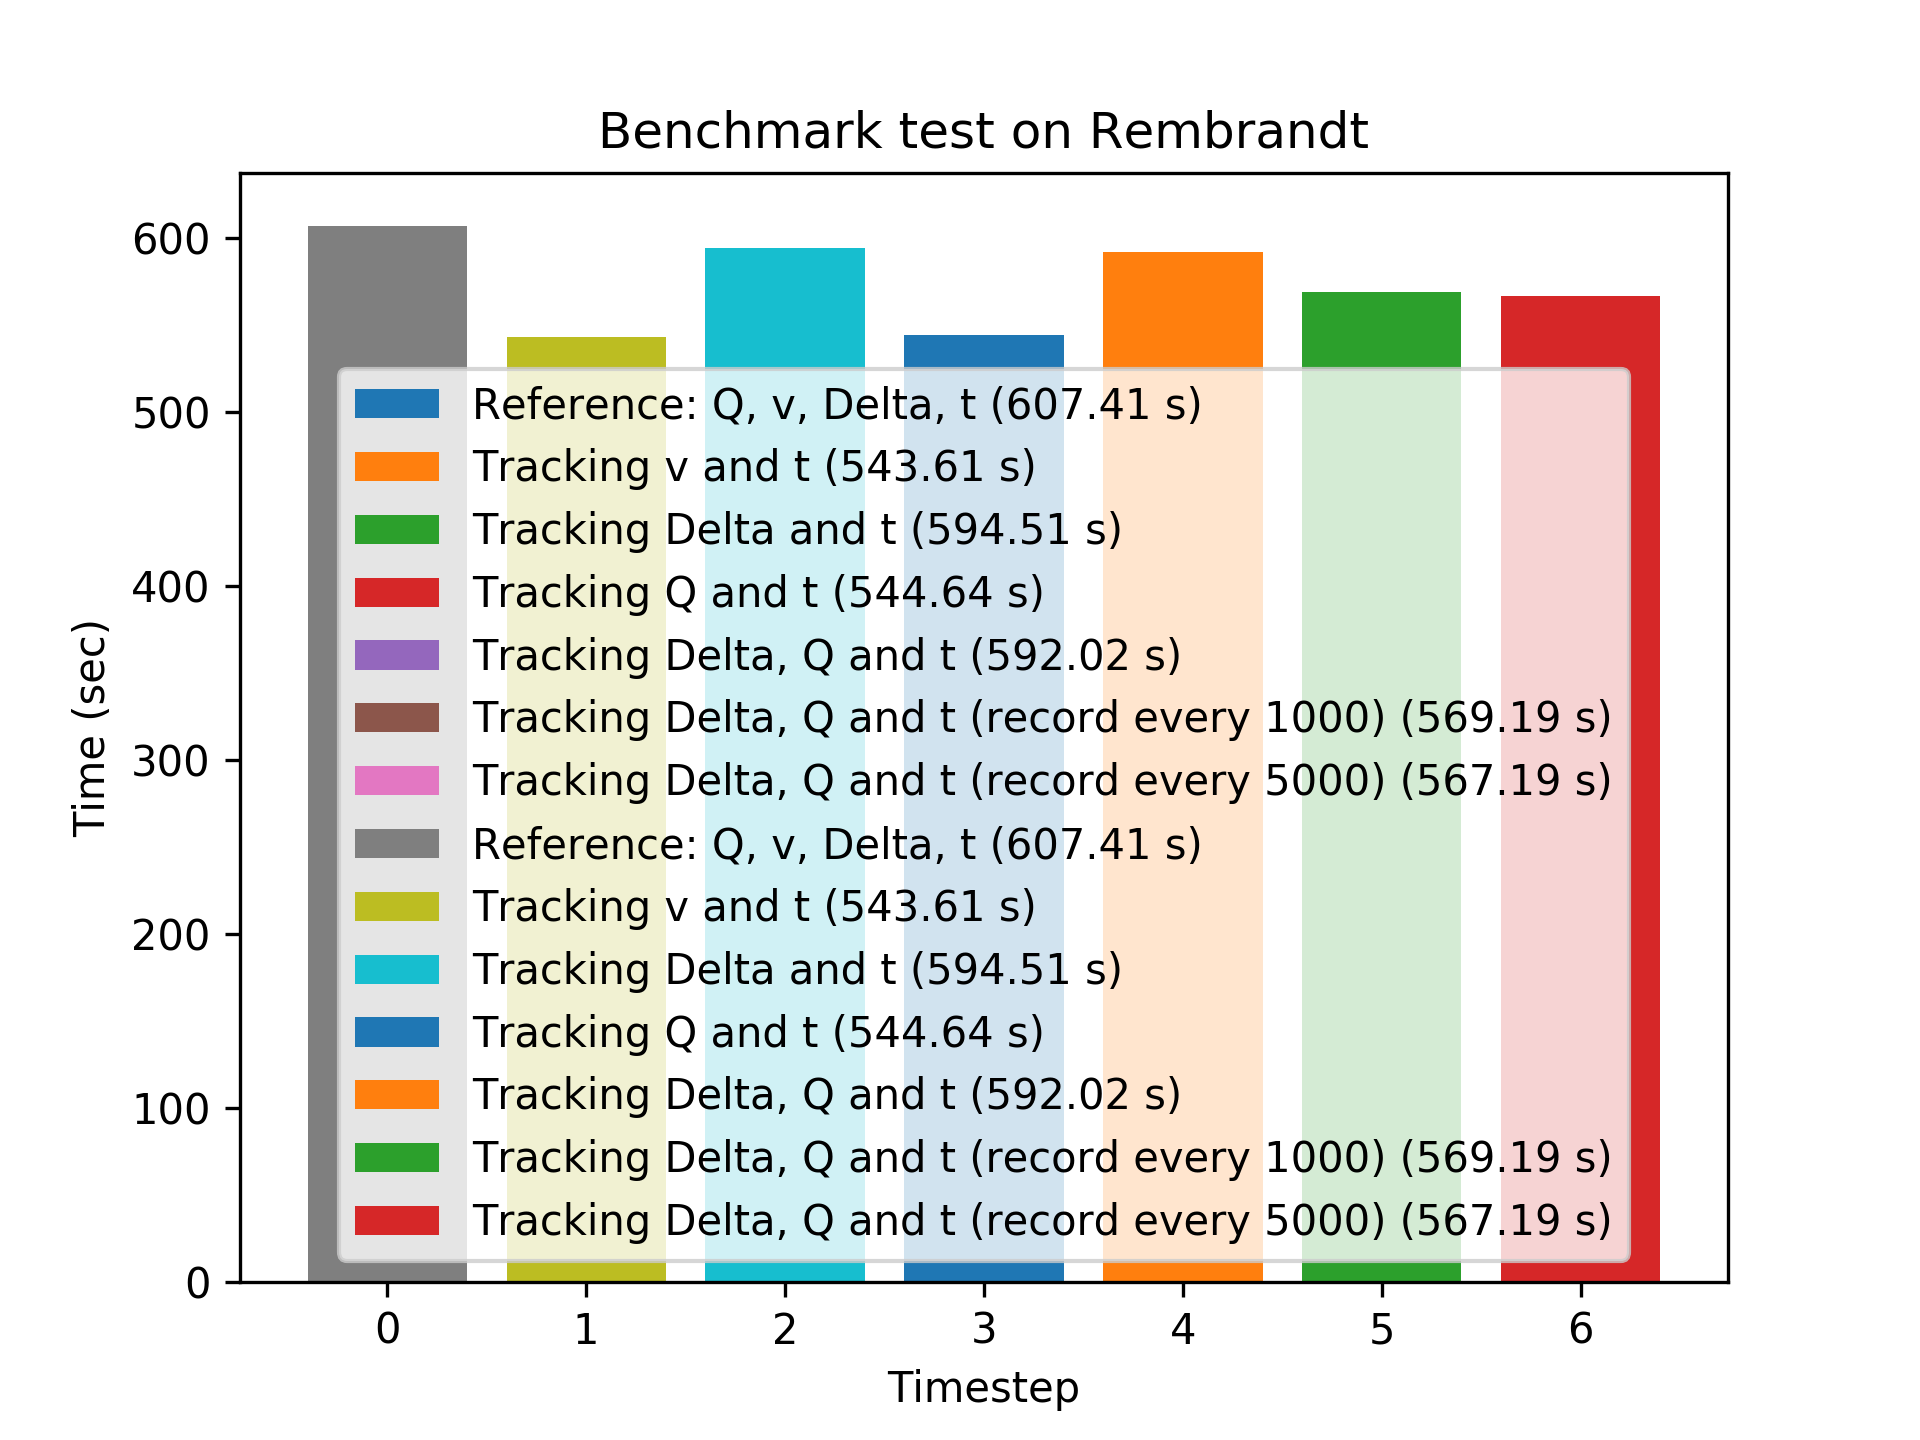 Benchmark test on Rembrandt
600
500
400
300
200
100
0
Time (sec)
Reference: Q, v, Delta, t (607.41 s)
Tracking v and t (543.61 s)
Tracking Delta and t (594.51 s)
Tracking Q and t (544.64 s)
Tracking Delta, Q and t (592.02 s)
Tracking Delta, Q and t (record every 1000) (569.19 s)
Tracking Delta, Q and t (record every 5000) (567.19 s)
Reference: Q, v, Delta, t (607.41 s)
Tracking v and t (543.61 s)
Tracking Delta and t (594.51 s)
Tracking Q and t (544.64 s)
Tracking Delta, Q and t (592.02 s)
Tracking Delta, Q and t (record every 1000) (569.19 s)
Tracking Delta, Q and t (record every 5000) (567.19 s)
0 1 2 3 4 5 6
Timestep